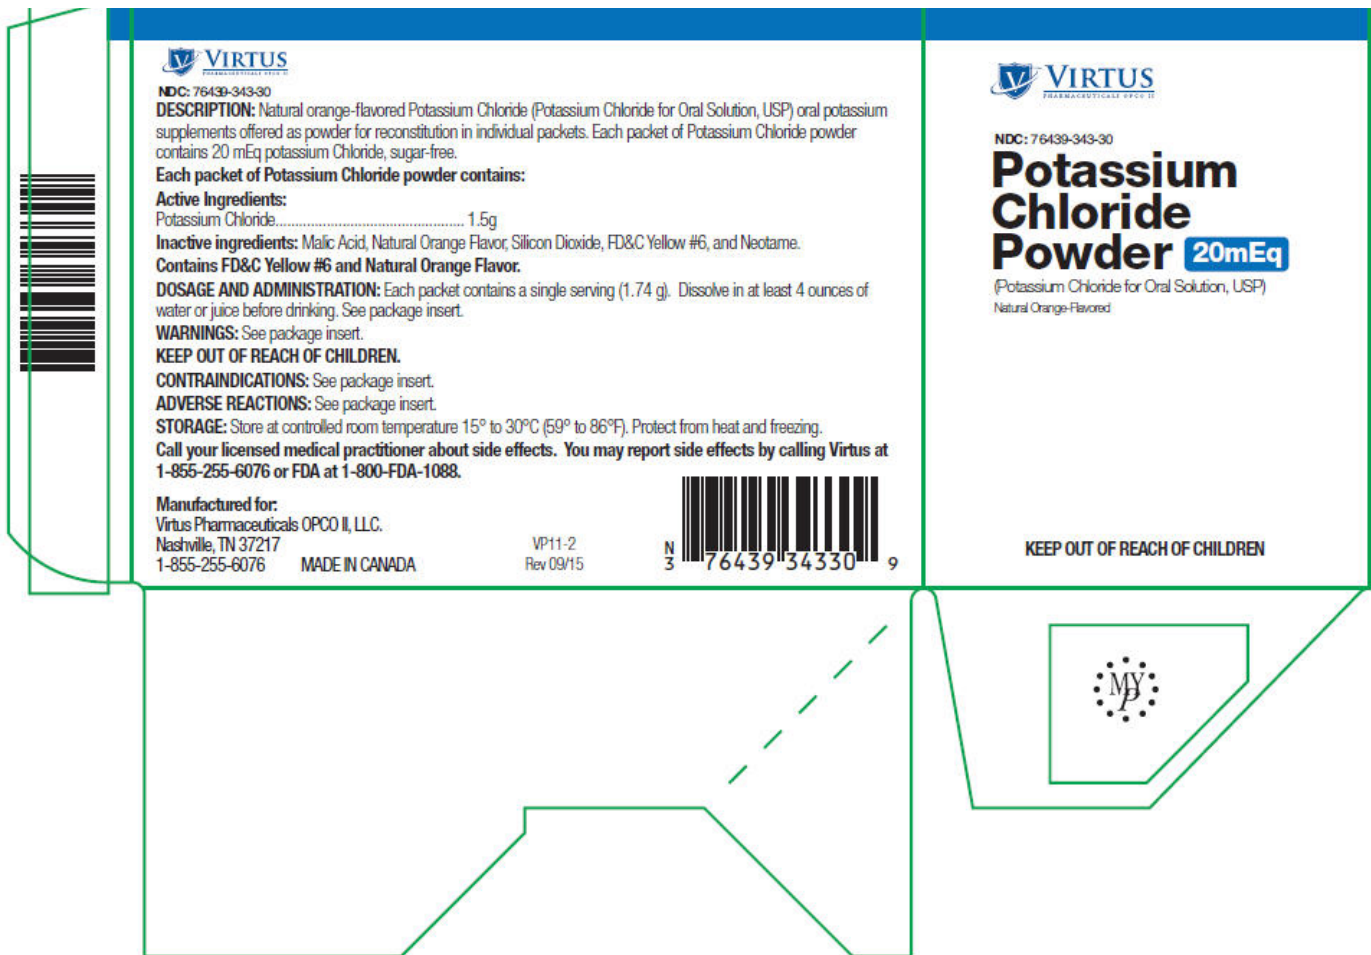 VIRTUS
PHARMACEUTICALS OPCO II
NDC: 76439-343-30
DESCRIPTION: Natural orange-flavored Potassium Chloride (Potassium Chloride for Oral Solution, USP) oral potassium
supplements offered as powder for reconstitution in individual packets. Each packet of Potassium Chloride powder
contains 20 mEq potassium Chloride, sugar-free.
Each packet of Potassium Chloride powder contains:
Active Ingredients:
Potassium Chloride................................................ 1.5g
Inactive ingredients: Malic Acid, Natural Orange Flavor, Silicon Dioxide, FD&C Yellow #6, and Neotame.
Contains FD&C Yellow #6 and Natural Orange Flavor.
DOSAGE AND ADMINISTRATION: Each packet contains a single serving (1.74 g). Dissolve in at least 4 ounces of
water or juice before drinking. See package insert.
WARNINGS: See package insert.
KEEP OUT OF REACH OF CHILDREN.
CONTRAINDICATIONS: See package insert.
ADVERSE REACTIONS: See package insert.
STORAGE: Store at controlled room temperature 15° to 30°C (59° to 86°F). Protect from heat and freezing.
Call your licensed medical practitioner about side effects. You may report side effects by calling Virtus at
1-855-255-6076 or FDA at 1-800-FDA-1088.
Manufactured for:
Virtus Pharmaceuticals OPCO II, LLC.
Nashville, TN 37217
1-855-255-6076 MADE IN CANADA
VP11-2
Rev 09/15
N
3 76439 34330 9
VIRTUS
PHARMACEUTICALS OPCO II
NDC: 76439-343-30
Potassium
Chloride
Powder 20mEq
(Potassium Chloride for Oral Solution, USP)
Natural Orange-Flavored
KEEP OUT OF REACH OF CHILDREN
MYP